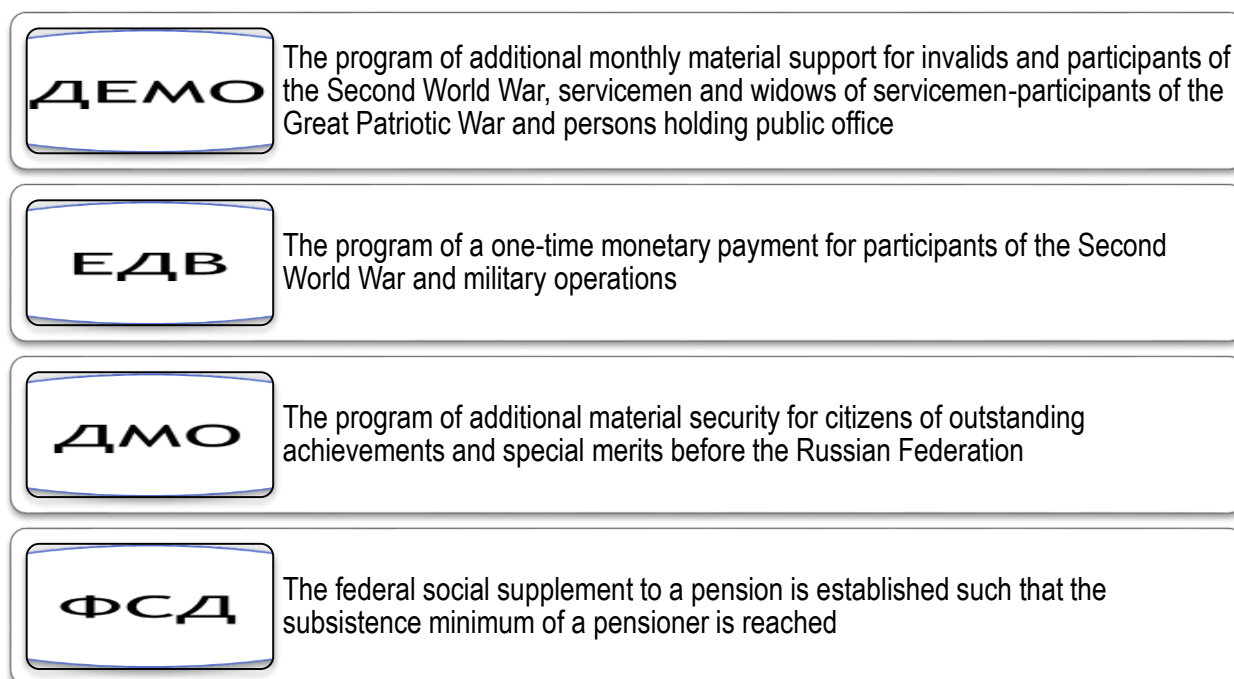 ДЕМО
The program of additional monthly material support for invalids and participants of
the Second World War, servicemen and widows of servicemen-participants of the
Great Patriotic War and persons holding public office
ЕДВ
The program of a one-time monetary payment for participants of the Second
World War and military operations
ДМО
The program of additional material security for citizens of outstanding
achievements and special merits before the Russian Federation
ФСД
The federal social supplement to a pension is established such that the
subsistence minimum of a pensioner is reached